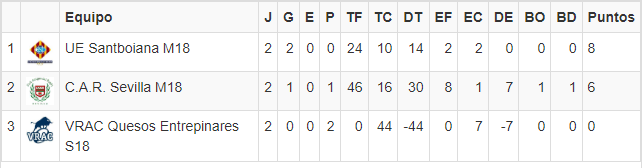 Equipo J G E P TF TC DT EF EC DE BO BD Puntos
1 UE Santboiana M18 2 2 0 0 24 10 14 2 2 0 0 0 8
2 C.A.R. Sevilla M18 2 1 0 1 46 16 30 8 1 7 1 1 6
3 VRAC VRAC Quesos Entrepinares 2 0 0 2 0 44 -44 0 7 -7 0 0 0
S18